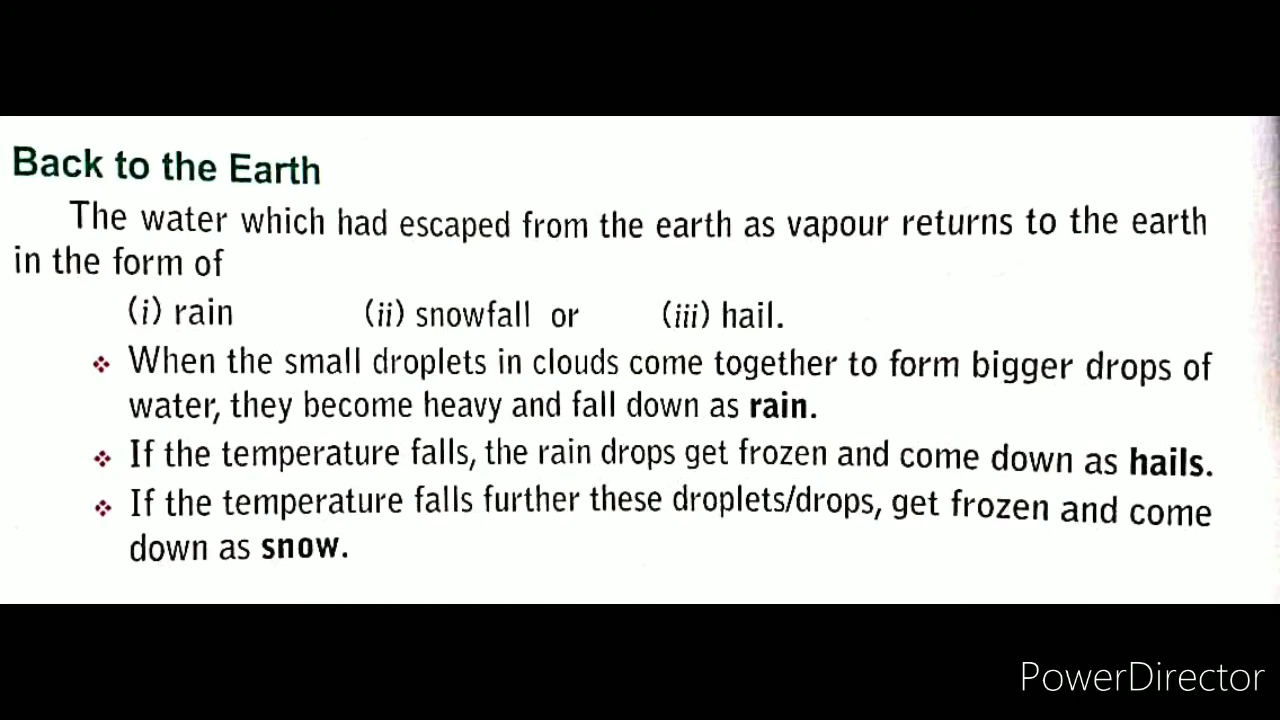 Back to the Earth
The water which had escaped from the earth as vapour returns to the earth
in the form of
(i) rain (ii) snowfall or (iii) hail.
❖ When the small droplets in clouds come together to form bigger drops of
water, they become heavy and fall down as rain.
❖ If the temperature falls, the rain drops get frozen and come down as hails.
❖ If the temperature falls further these droplets/drops, get frozen and come
down as snow.
PowerDirector